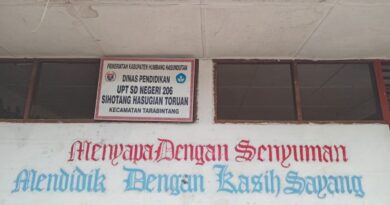 PEMERINTAH KABUPATEN HUMBANG HASUNDUTAN
DINAS PENDIDIKAN
UPT SD NEGERI 206
SIHOTANG HASUGIAN TORUAN
KECAMATAN TARABINTANG
Menyapa Dengan Senyuman
Mendidik Dengan Kasih Sayang